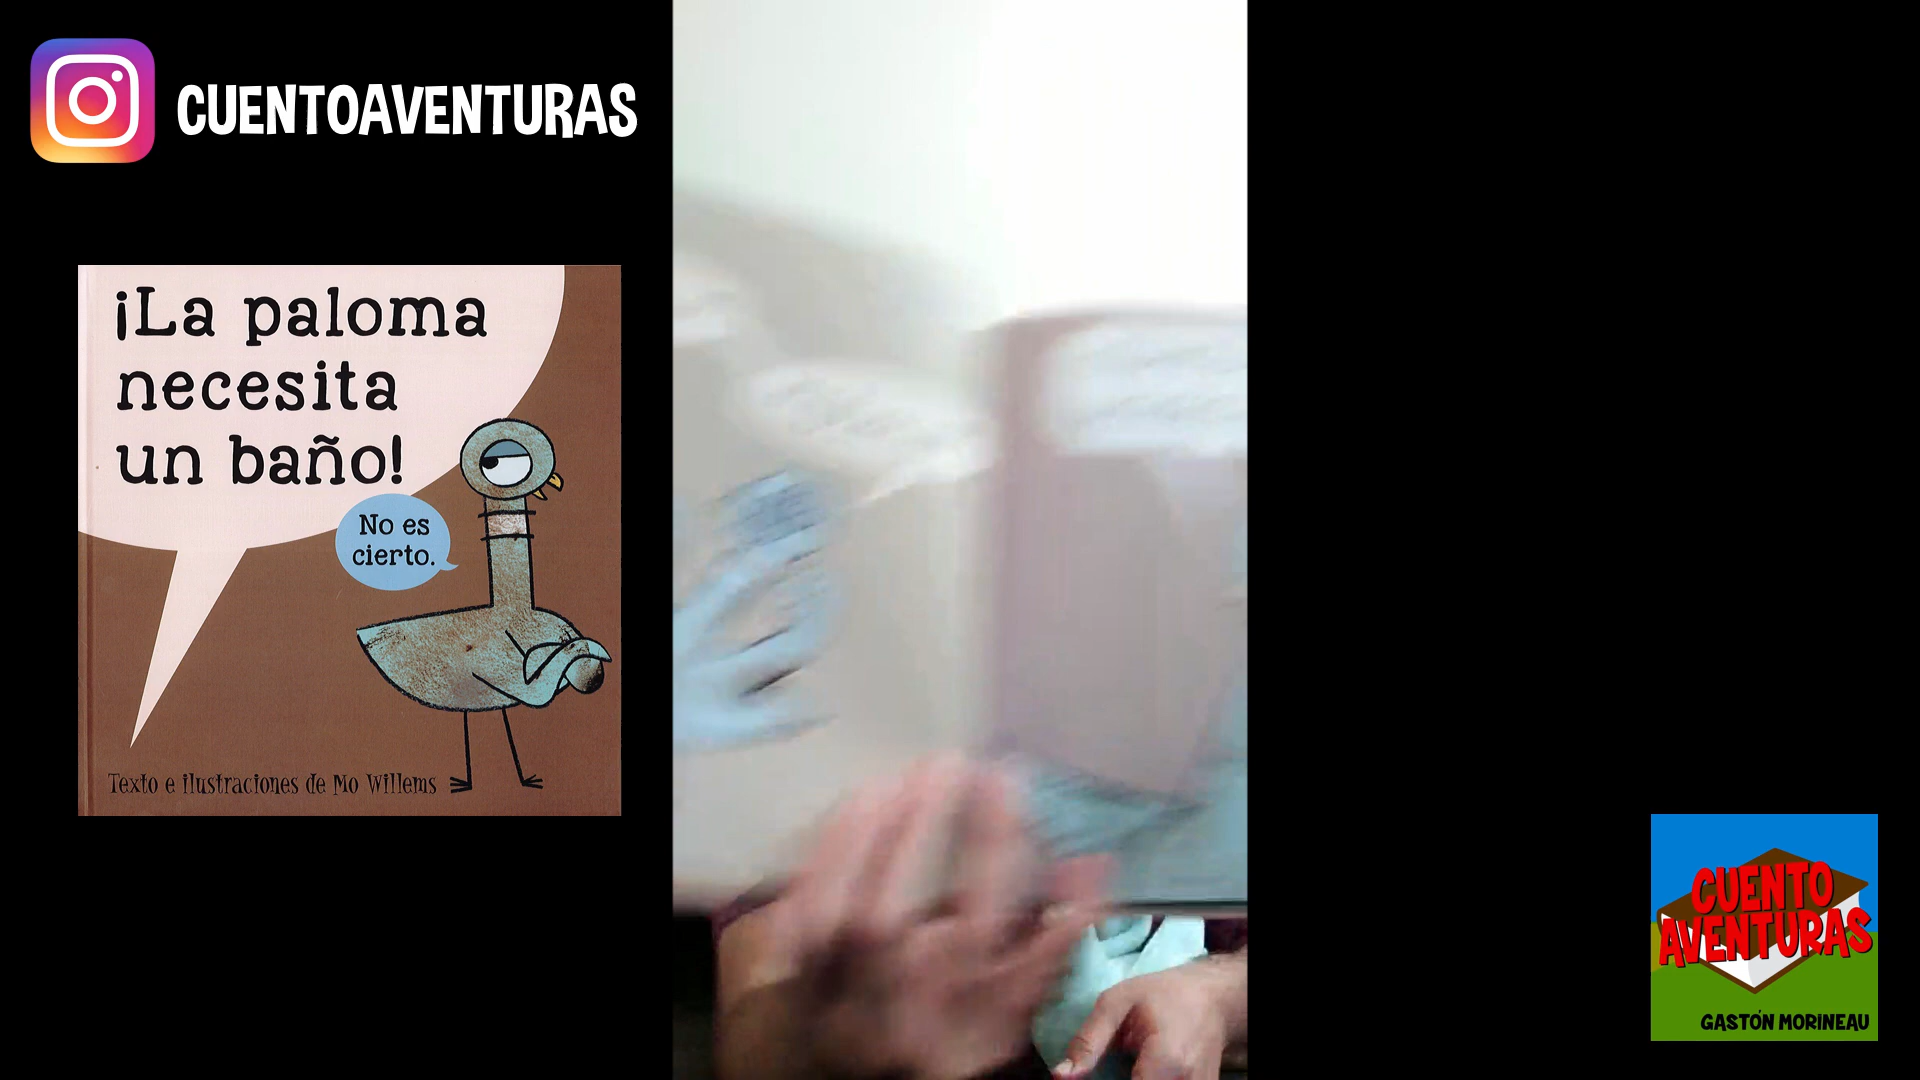 CUENTOAVENTURAS
¡La paloma
necesita
un baño!
No es
cierto.
Texto e ilustraciones de Mo Willems
CUENTO
AVENTURAS
GASTÓN MORINEAU